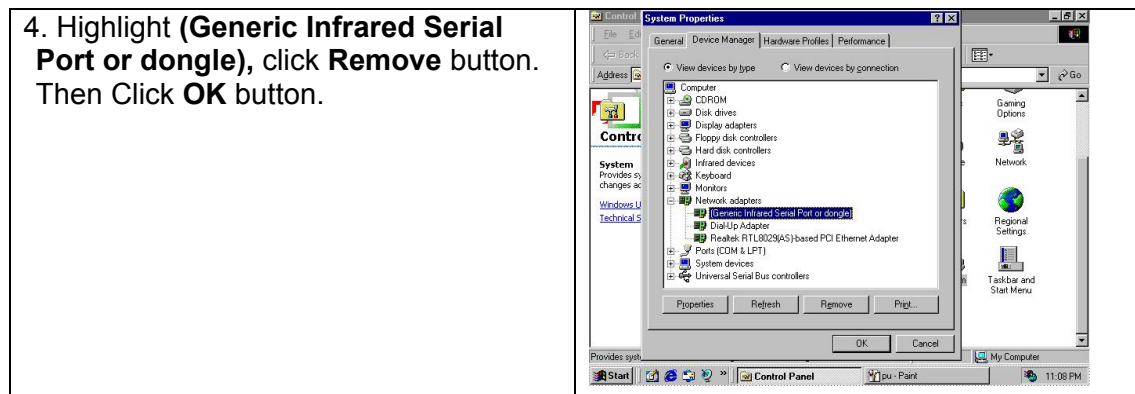 4. Highlight (Generic Infrared Serial
Port or dongle), click Remove button.
Then Click OK button.
Control
System Properties
File Edi
General
Device Manager
Hardware Profiles
Performance
Back
Address
Go
View devices by type
View devices by connection
Computer
CDROM
Disk drives
Display adapters
Floppy disk controllers
Hard disk controllers
Infrared devices
Keyboard
Monitors
Network adapters
(Generic Infrared Serial Port or dongle)
Dial-Up Adapter
Realtek RTL8029(AS)-based PCI Ethernet Adapter
Ports (COM & LPT)
System devices
Universal Serial Bus controllers
Properties
Refresh
Remove
Print...
OK
Cancel
Contro
System
Provides sy
changes ac
Windows U
Technical S
Gaming
Options
Network
Regional
Settings
Taskbar and
Start Menu
Provides syst
My Computer
Start
Control Panel
pu - Paint
11:08 PM